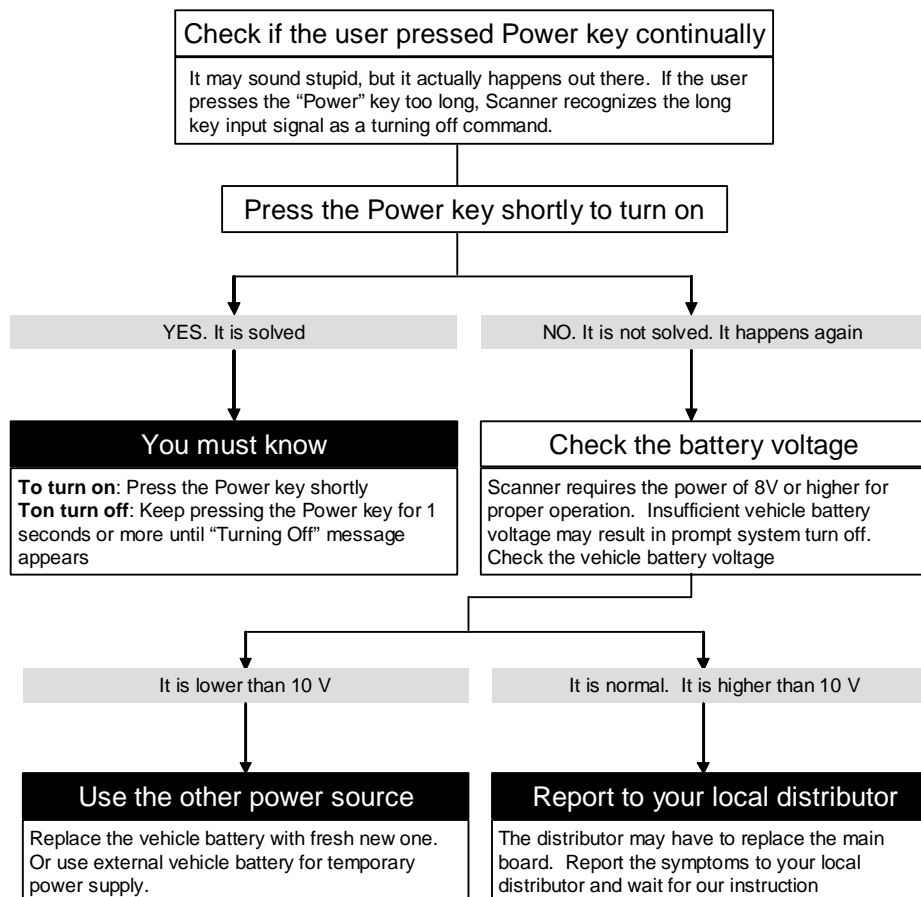 Check if the user pressed Power key continually
It may sound stupid, but it actually happens out there.  If the user
presses the “Power” key too long, Scanner recognizes the long
key input signal as a turning off command.
Press the Power key shortly to turn on
YES. It is solved
NO. It is not solved. It happens again
You must know
To turn on: Press the Power key shortly
Ton turn off: Keep pressing the Power key for 1
seconds or more until “Turning Off” message
appears
Check the battery voltage
Scanner requires the power of 8V or higher for
proper operation.  Insufficient vehicle battery
voltage may result in prompt system turn off.
Check the vehicle battery voltage
It is lower than 10 V
It is normal.  It is higher than 10 V
Use the other power source
Replace the vehicle battery with fresh new one.
Or use external vehicle battery for temporary
power supply.
Report to your local distributor
The distributor may have to replace the main
board.  Report the symptoms to your local
distributor and wait for our instruction